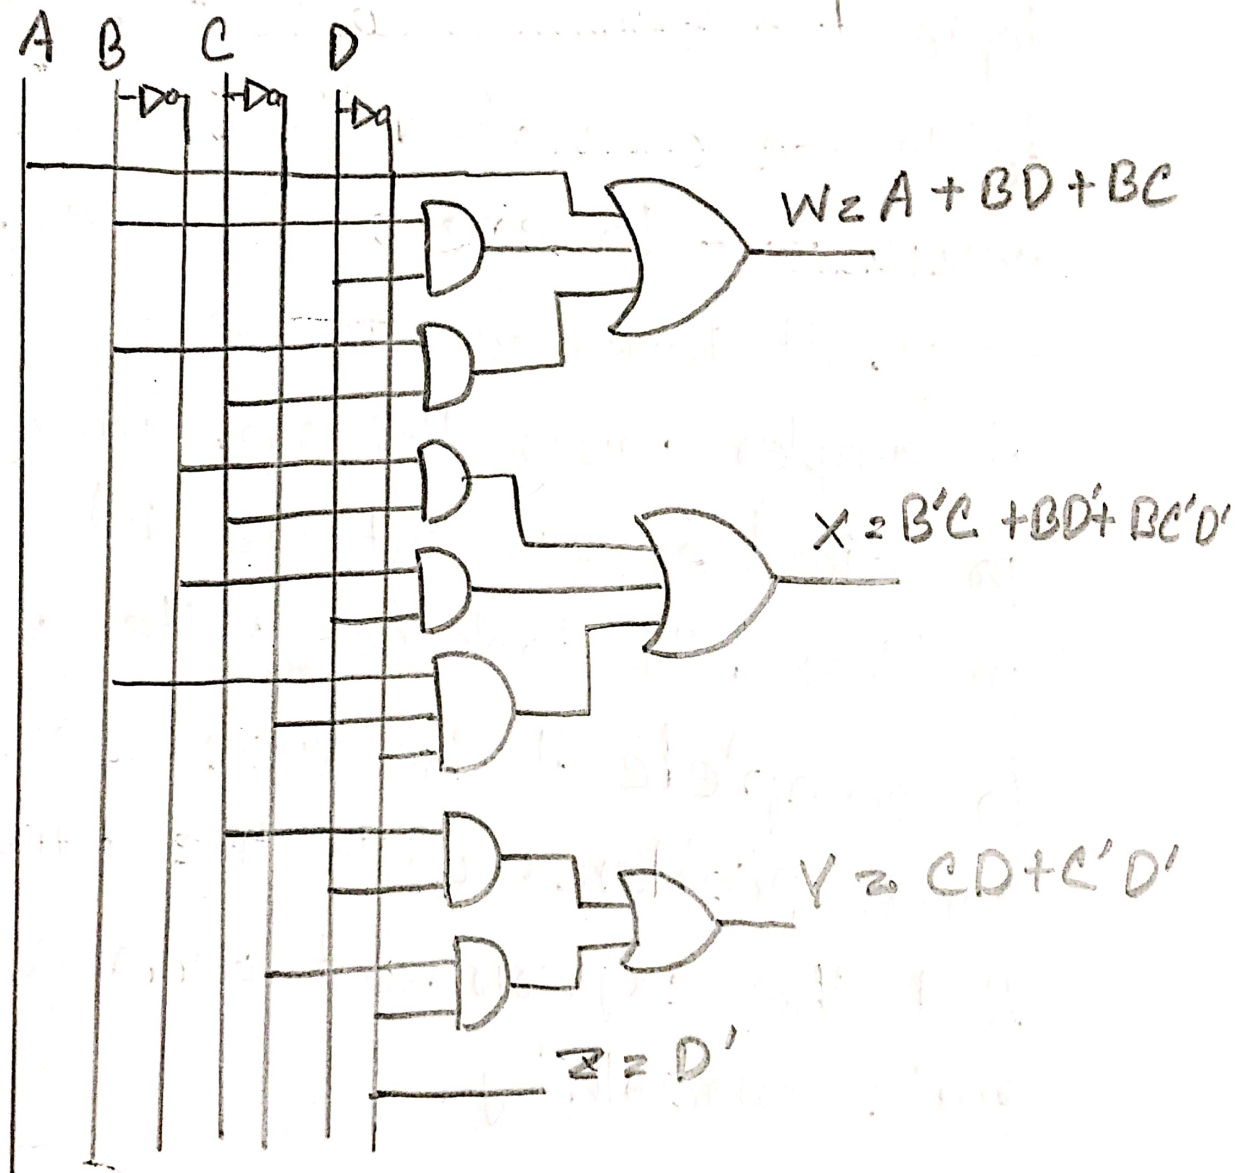 A B C D
W = A + BD + BC
X = B'C + BD' + BC'D'
Y = CD + C'D'
Z = D'